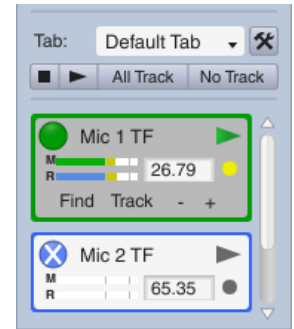 Tab: Default Tab
All Track No Track
Mic 1 TF
M
R 26.79
Find Track - +
Mic 2 TF
M
R 65.35